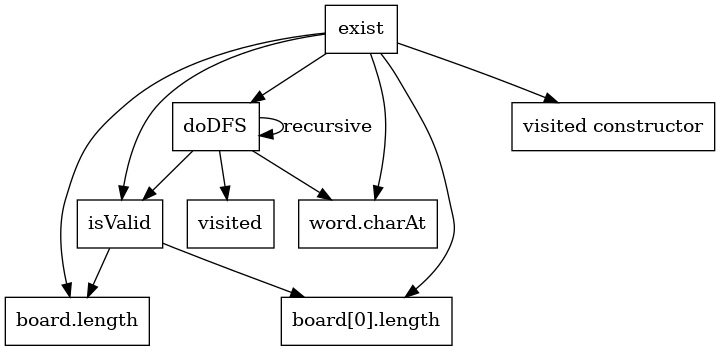 exist
doDFS
recursive
visited constructor
isValid
visited
word.charAt
board.length
board[0].length